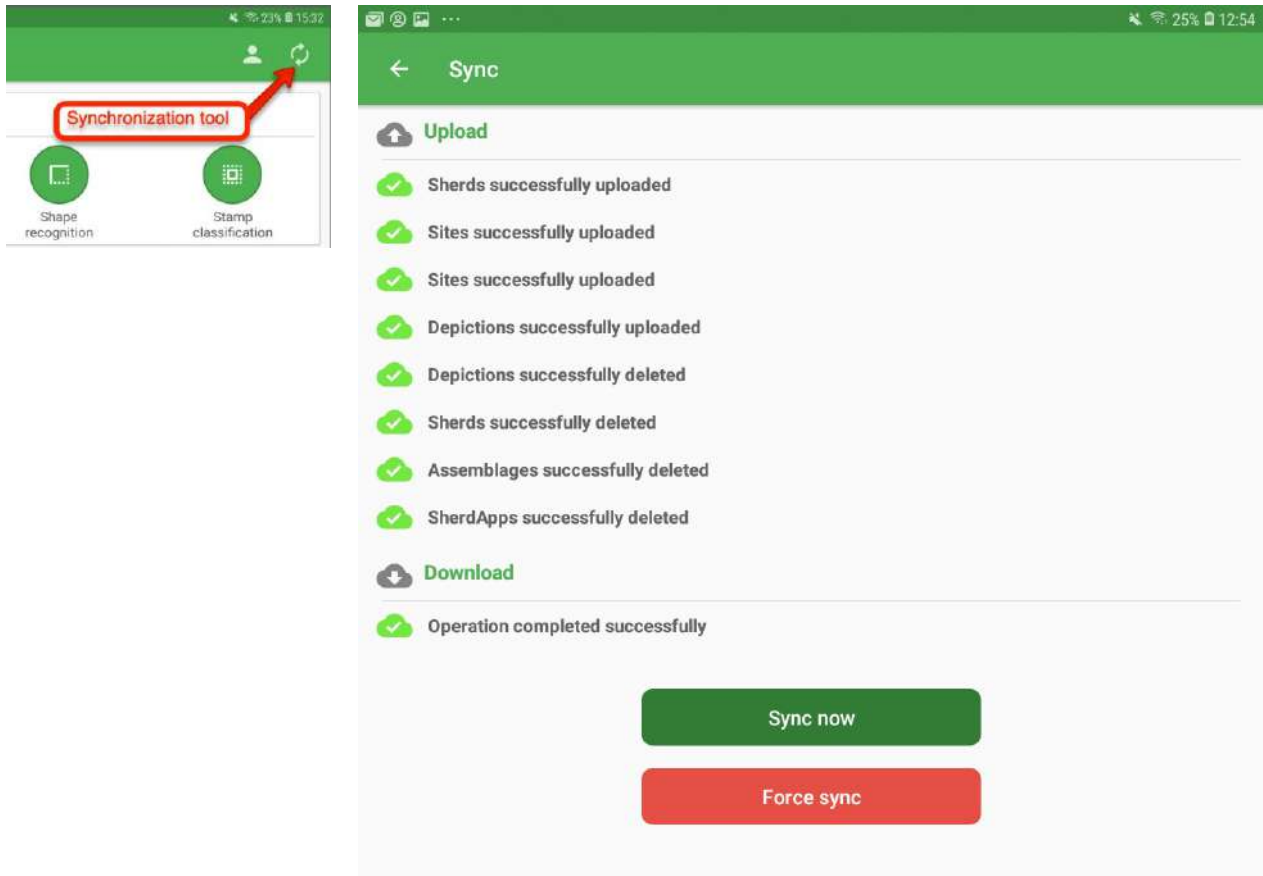 23% 15:32
Synchronization tool
Shape
recognition
Stamp
classification
25% 12:54
Sync
Upload
Sherds successfully uploaded
Sites successfully uploaded
Sites successfully uploaded
Depictions successfully uploaded
Depictions successfully deleted
Sherds successfully deleted
Assemblages successfully deleted
SherdApps successfully deleted
Download
Operation completed successfully
Sync now
Force sync